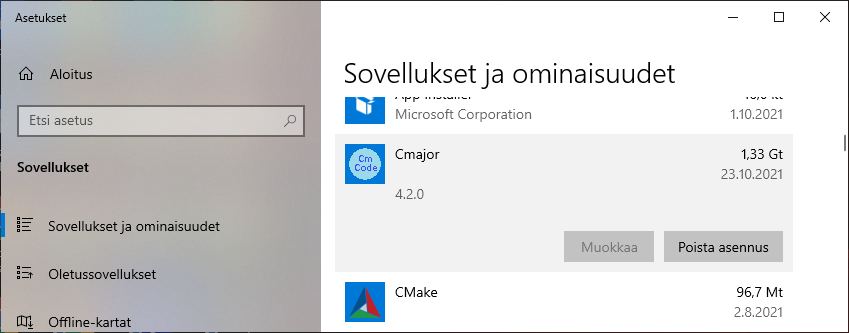 Asetukset
Aloitus
Etsi asetus
Sovellukset
Sovellukset ja ominaisuudet
Oletussovellukset
Offline-kartat
Sovellukset ja ominaisuudet
App Installer
Microsoft Corporation 1.10.2021
Cm
Code
Cmajor 1,33 Gt
23.10.2021
4.2.0
Muokkaa Poista asennus
CMake 96,7 Mt
2.8.2021